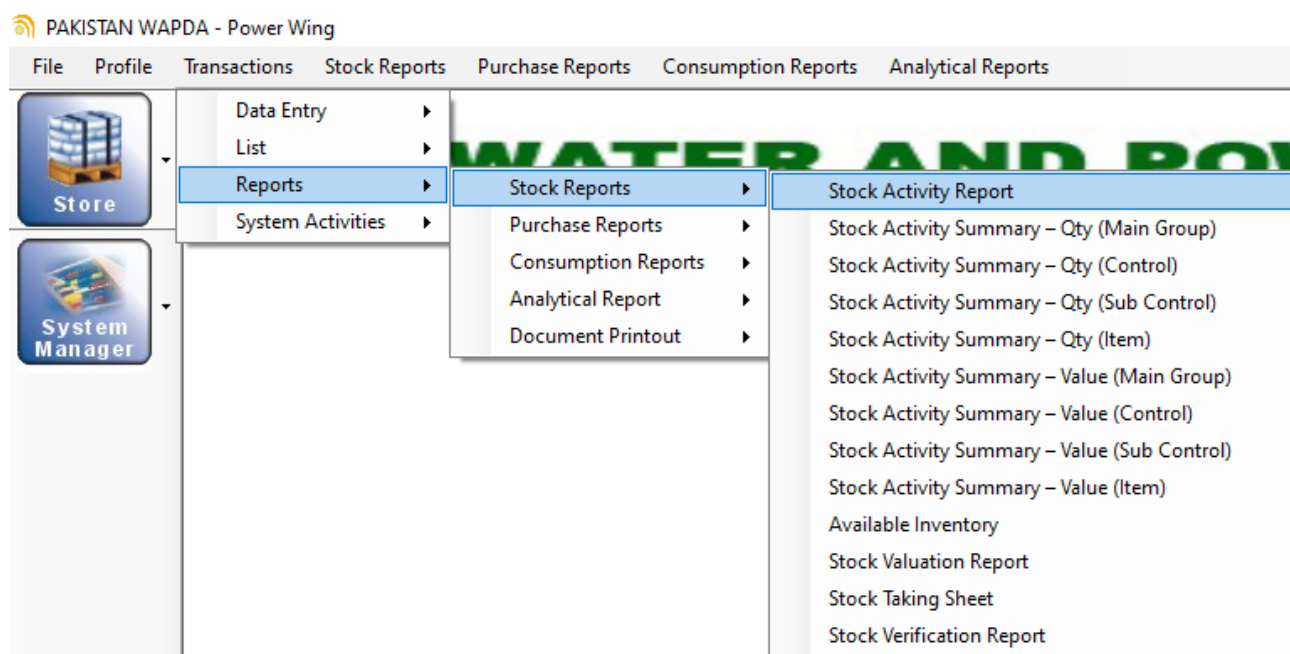 PAKISTAN WAPDA - Power Wing
File Profile Transactions Stock Reports Purchase Reports Consumption Reports Analytical Reports
Store
System
Manager
Data Entry
List
Reports
System Activities
WATER AND
Stock Reports
Purchase Reports
Consumption Reports
Analytical Report
Document Printout
Stock Activity Report
Stock Activity Summary – Qty (Main Group)
Stock Activity Summary – Qty (Control)
Stock Activity Summary – Qty (Sub Control)
Stock Activity Summary – Qty (Item)
Stock Activity Summary – Value (Main Group)
Stock Activity Summary – Value (Control)
Stock Activity Summary – Value (Sub Control)
Stock Activity Summary – Value (Item)
Available Inventory
Stock Valuation Report
Stock Taking Sheet
Stock Verification Report